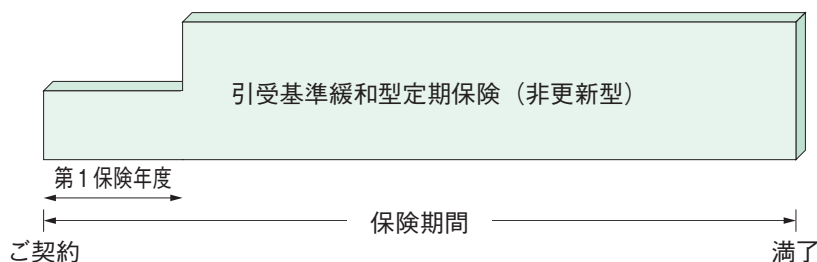 引受基準緩和型定期保険（非更新型）
第1保険年度
保険期間
ご契約
満了